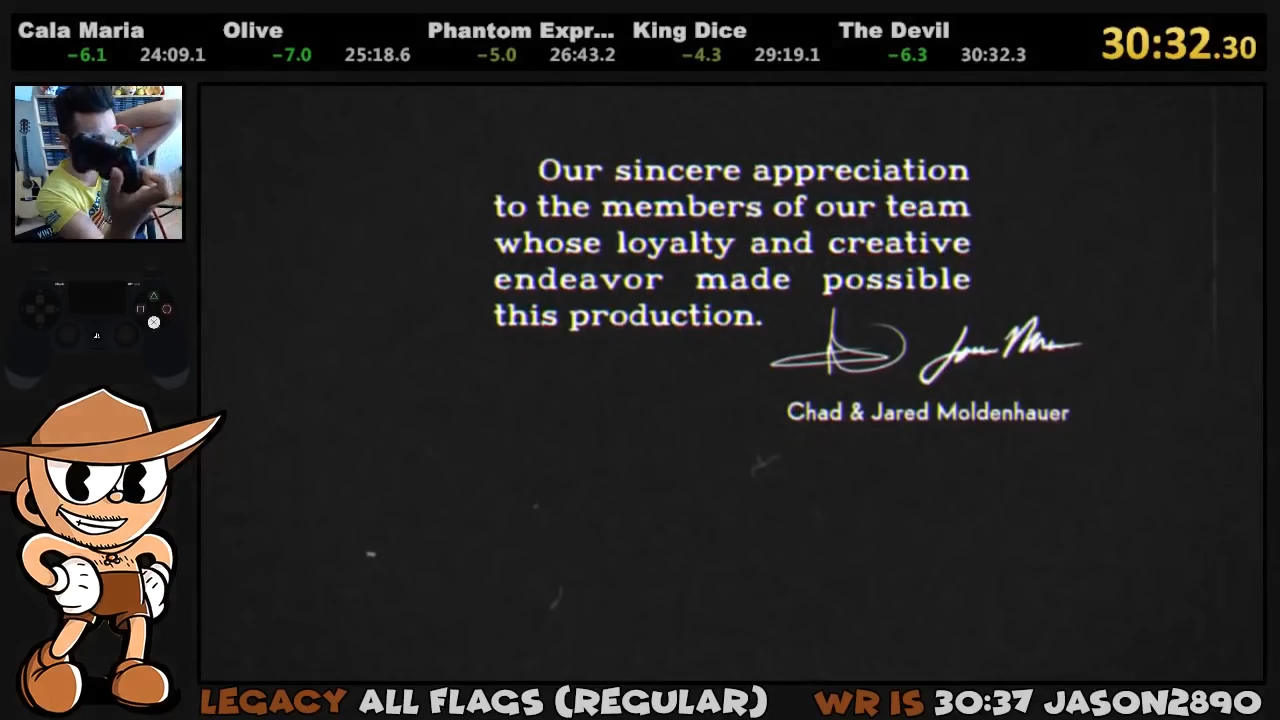 Cala Maria Olive Phantom Expr... King Dice The Devil
−6.1 24:09.1 −7.0 25:18.6 −5.0 26:43.2 −4.3 29:19.1 −6.3 30:32.3
30:32.30
Our sincere appreciation
to the members of our team
whose loyalty and creative
endeavor made possible
this production.
Chad & Jared Moldenhauer
LEGACY ALL FLAGS (REGULAR) WR IS 30:37 JASON2890